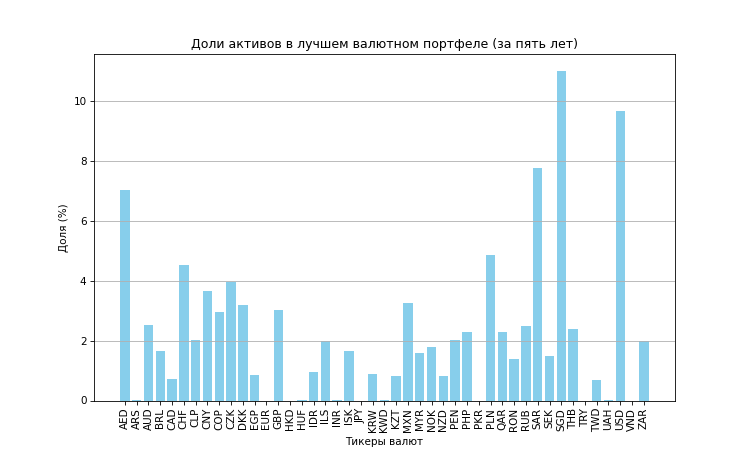 Доли активов в лучшем валютном портфеле (за пять лет)
Доля (%)
10
8
6
4
2
0
AED ARS AUD BRL CAD CHF CLP CNY COP CZK DKK EGP EUR GBP HKD HUF IDR ILS INR ISK JPY KRW KWD KZT MXN MYR NOK NZD PEN PHP PKR PLN QAR RON RUB SAR SEK SGD THB TRY TWD UAH USD VND ZAR
Тикеры валют